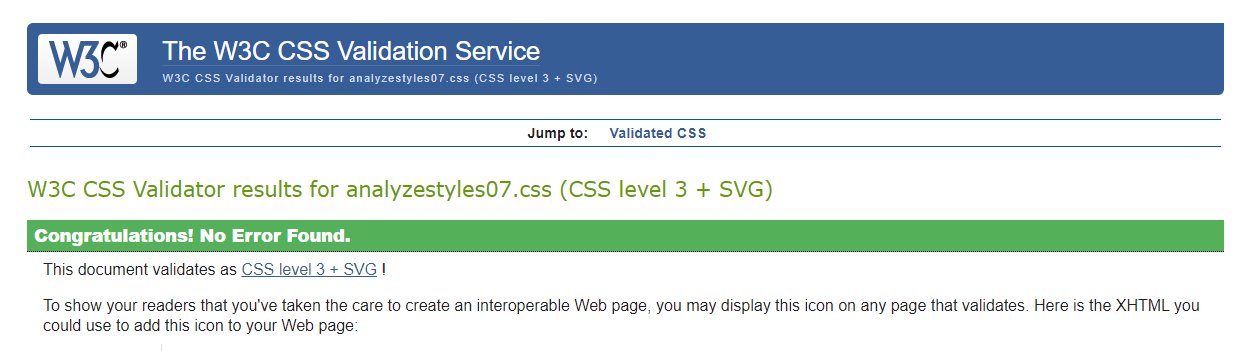 W3C®
The W3C CSS Validation Service
W3C CSS Validator results for analyzestyles07.css (CSS level 3 + SVG)
Jump to: Validated CSS
W3C CSS Validator results for analyzestyles07.css (CSS level 3 + SVG)
Congratulations! No Error Found.
This document validates as CSS level 3 + SVG !
To show your readers that you've taken the care to create an interoperable Web page, you may display this icon on any page that validates. Here is the XHTML you
could use to add this icon to your Web page: